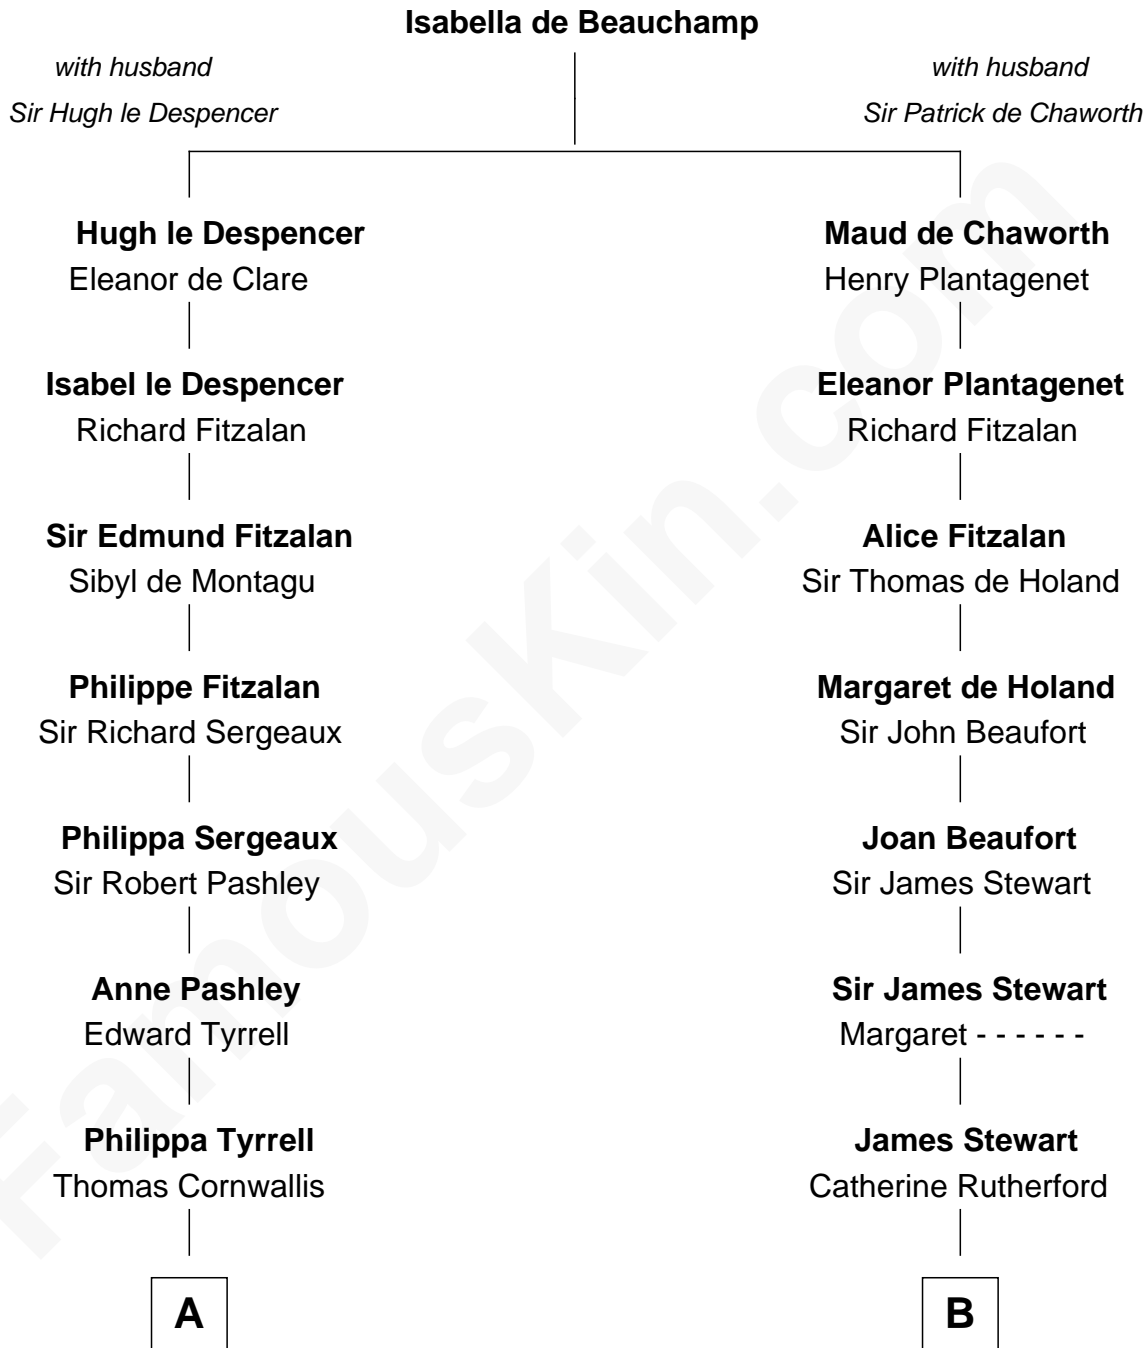 Isabella de Beauchamp
with husband
Sir Hugh le Despencer
with husband
Sir Patrick de Chaworth
Hugh le Despencer
Eleanor de Clare
Maud de Chaworth
Henry Plantagenet
Isabel le Despencer
Richard Fitzalan
Eleanor Plantagenet
Richard Fitzalan
Sir Edmund Fitzalan
Sibyl de Montagu
Alice Fitzalan
Sir Thomas de Holand
Philippe Fitzalan
Sir Richard Sergeaux
Margaret de Holand
Sir John Beaufort
Philippa Sergeaux
Sir Robert Pashley
Joan Beaufort
Sir James Stewart
Anne Pashley
Edward Tyrrell
Sir James Stewart
Margaret - - - - - -
Philippa Tyrrell
Thomas Cornwallis
James Stewart
Catherine Rutherford
A
B
FamousKin.com